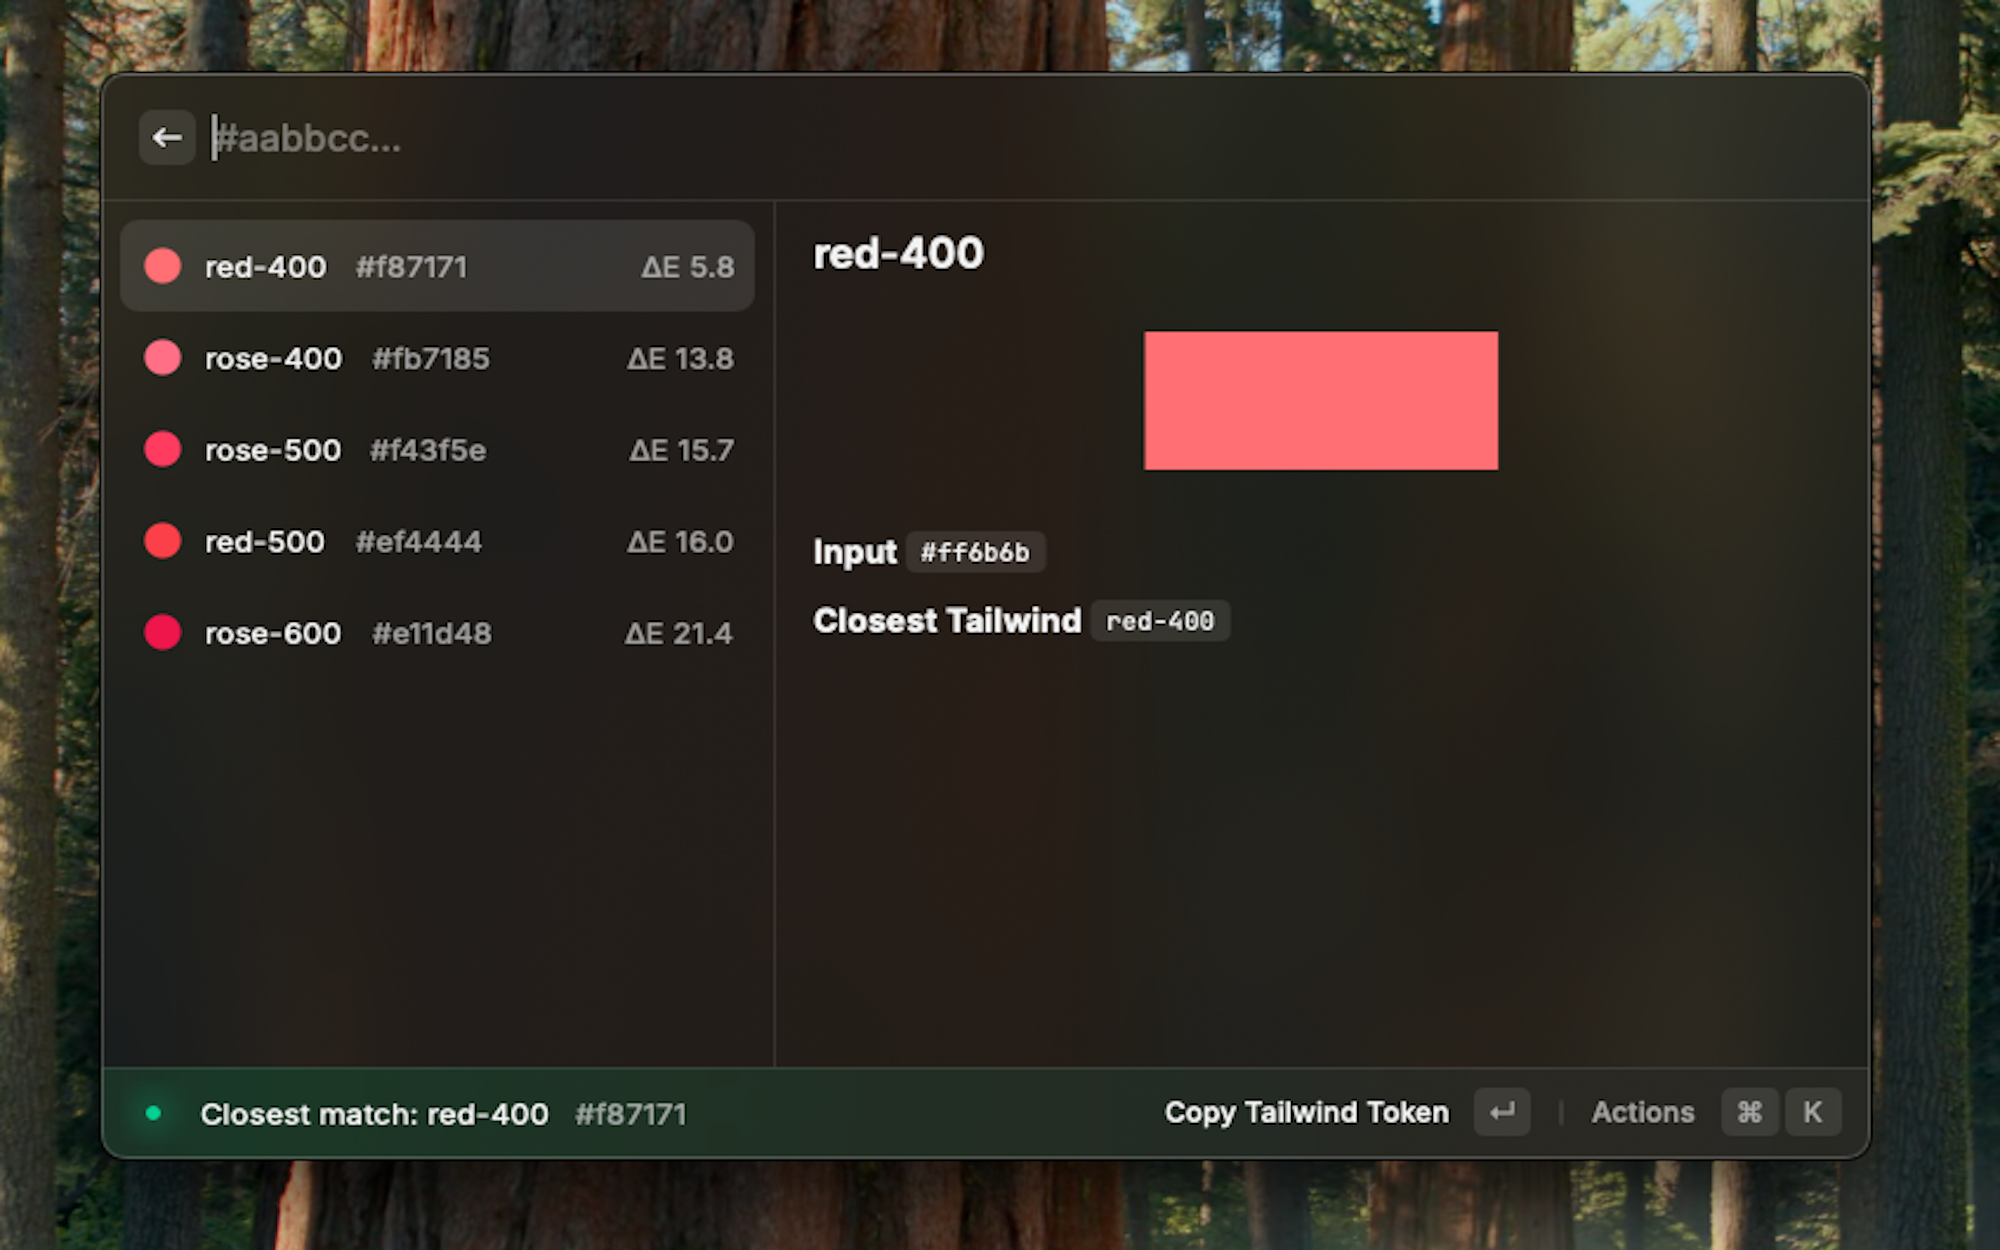 #aabbcc...
red-400 #f87171 ΔE 5.8
rose-400 #fb7185 ΔE 13.8
rose-500 #f43f5e ΔE 15.7
red-500 #ef4444 ΔE 16.0
rose-600 #e11d48 ΔE 21.4
red-400
Input #ff6b6b
Closest Tailwind red-400
Closest match: red-400 #f87171
Copy Tailwind Token ↵ | Actions ⌘ K